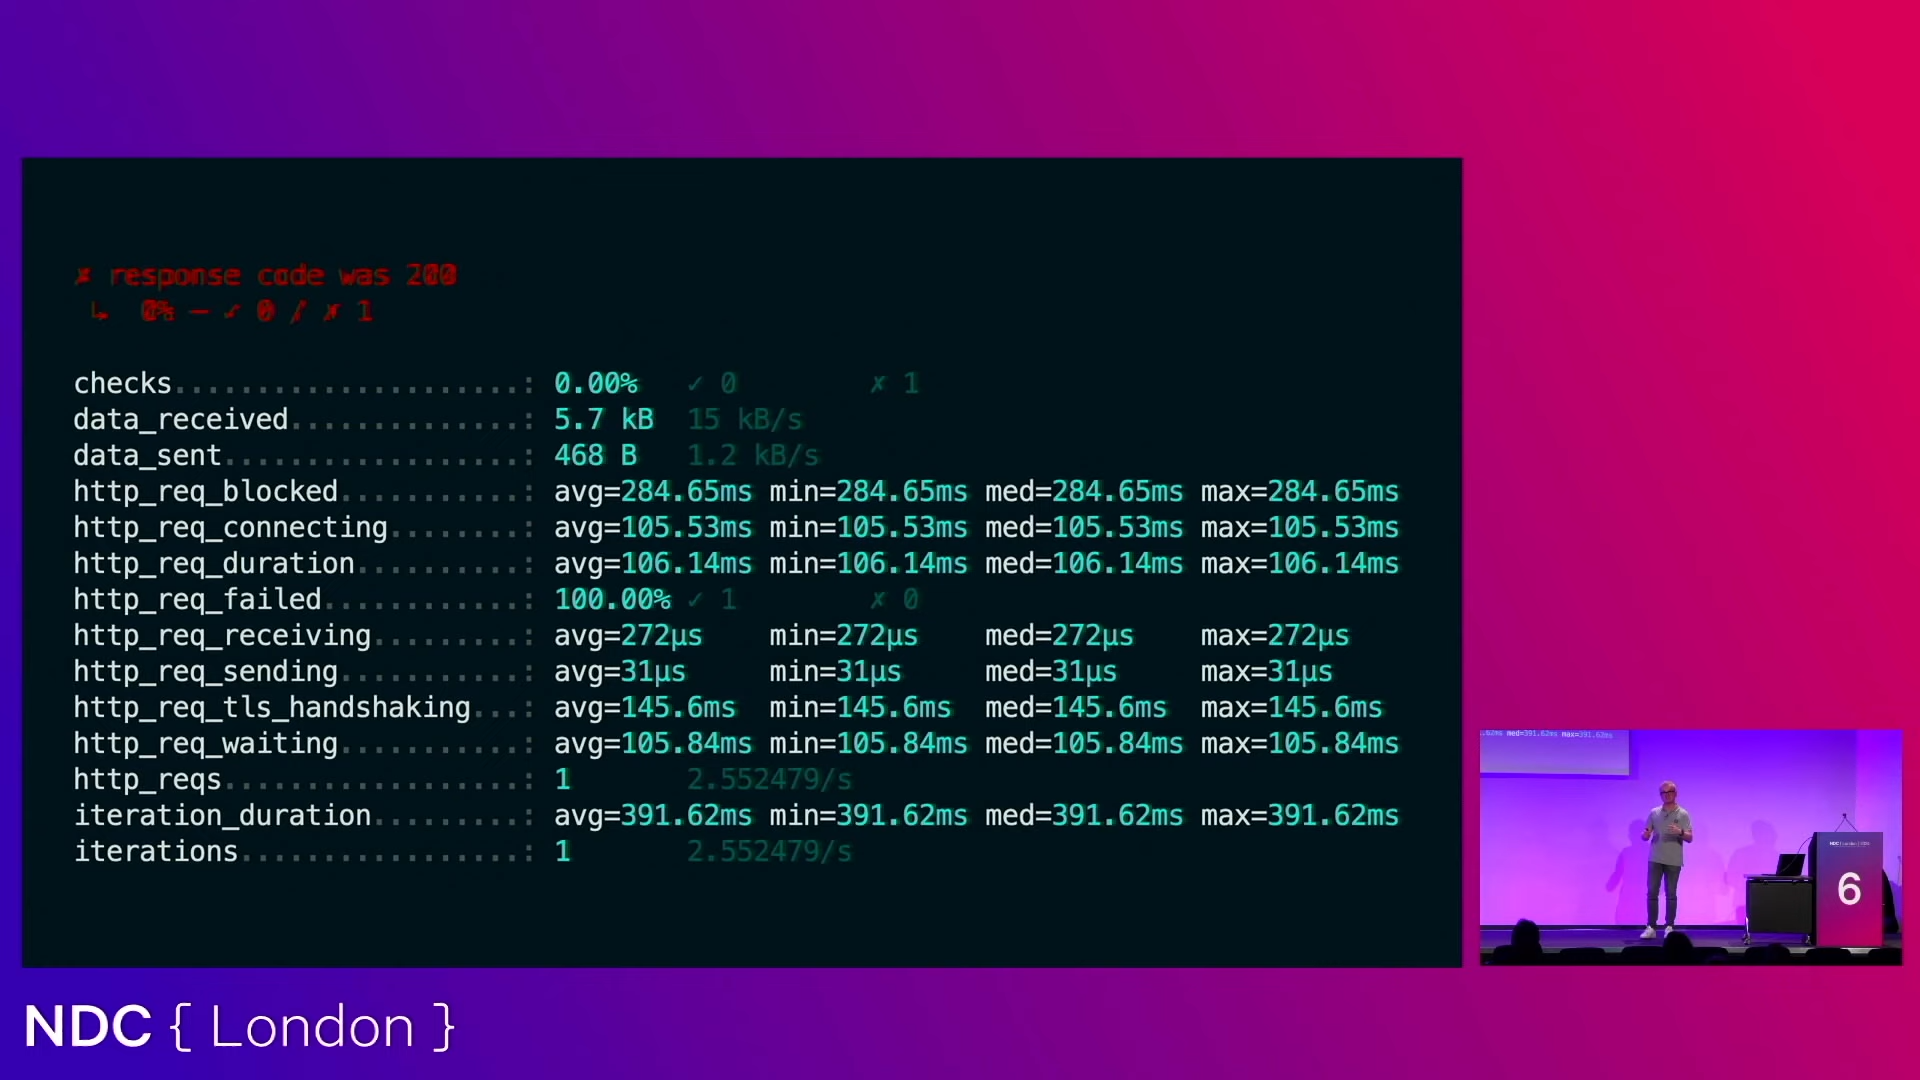 ✗ response code was 200
↳ 0% — ✓ 0 / ✗ 1
checks.....................: 0.00% ✓ 0 ✗ 1
data_received..............: 5.7 kB 15 kB/s
data_sent..................: 468 B 1.2 kB/s
http_req_blocked...........: avg=284.65ms min=284.65ms med=284.65ms max=284.65ms
http_req_connecting........: avg=105.53ms min=105.53ms med=105.53ms max=105.53ms
http_req_duration..........: avg=106.14ms min=106.14ms med=106.14ms max=106.14ms
http_req_failed............: 100.00% ✓ 1 ✗ 0
http_req_receiving.........: avg=272µs min=272µs med=272µs max=272µs
http_req_sending...........: avg=31µs min=31µs med=31µs max=31µs
http_req_tls_handshaking...: avg=145.6ms min=145.6ms med=145.6ms max=145.6ms
http_req_waiting...........: avg=105.84ms min=105.84ms med=105.84ms max=105.84ms
http_reqs..................: 1 2.552479/s
iteration_duration.........: avg=391.62ms min=391.62ms med=391.62ms max=391.62ms
iterations.................: 1 2.552479/s
med=391.62ms max=391.62ms
6
NDC { London }